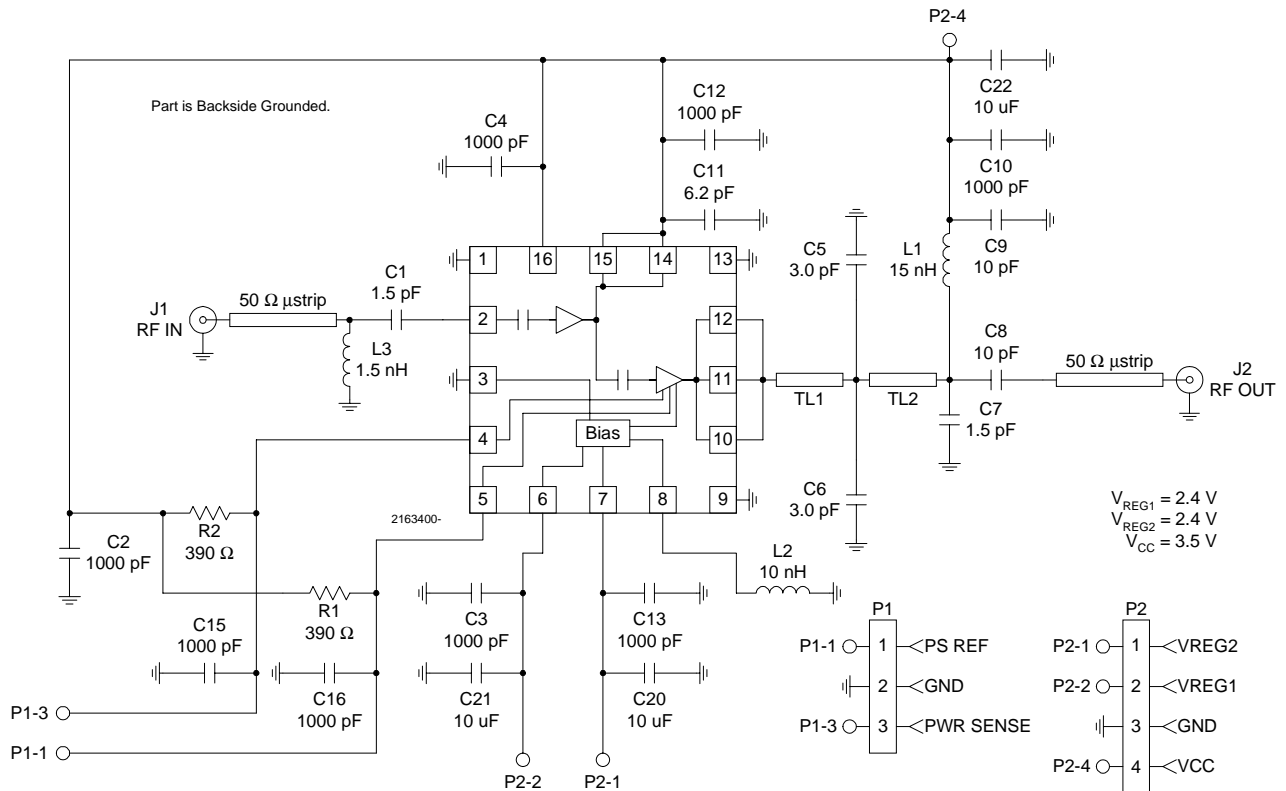 P2-4
C22
10 uF
Part is Backside Grounded.
C12
1000 pF
C4
1000 pF
C10
1000 pF
C11
6.2 pF
C5
3.0 pF
L1
15 nH
C9
10 pF
1
16
15
14
13
C1
1.5 pF
J1
RF IN
50 Ω μstrip
2
12
L3
1.5 nH
C8
10 pF
50 Ω μstrip
J2
RF OUT
3
11
TL1
TL2
C7
1.5 pF
Bias
4
10
5
6
7
8
9
C6
3.0 pF
2163400-
R2
390 Ω
C2
1000 pF
VREG1 = 2.4 V
VREG2 = 2.4 V
VCC = 3.5 V
L2
10 nH
R1
390 Ω
C3
1000 pF
C13
1000 pF
C15
1000 pF
C16
1000 pF
C21
10 uF
C20
10 uF
P1-3
P1-1
P2-2
P2-1
P1
P1-1
1
PS REF
2
GND
P1-3
3
PWR SENSE
P2
P2-1
1
VREG2
P2-2
2
VREG1
3
GND
P2-4
4
VCC